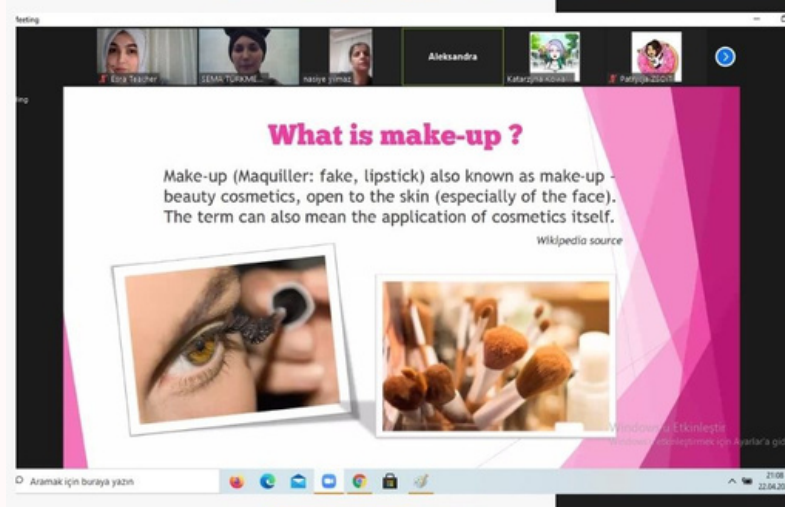 Meeting
Esra Teacher
SEMA TÜRKME...
nasiye yılmaz
Aleksandra
Katarzyna Kowa...
Patrycja-ZSOiT
ing
What is make-up ?
Make-up (Maquiller: fake, lipstick) also known as make-up -
beauty cosmetics, open to the skin (especially of the face).
The term can also mean the application of cosmetics itself.
Wikipedia source
Windows'u Etkinleştir
Windows'u etkinleştirmek için Ayarlar'a gid
Aramak için buraya yazın
21:08
22.04.20